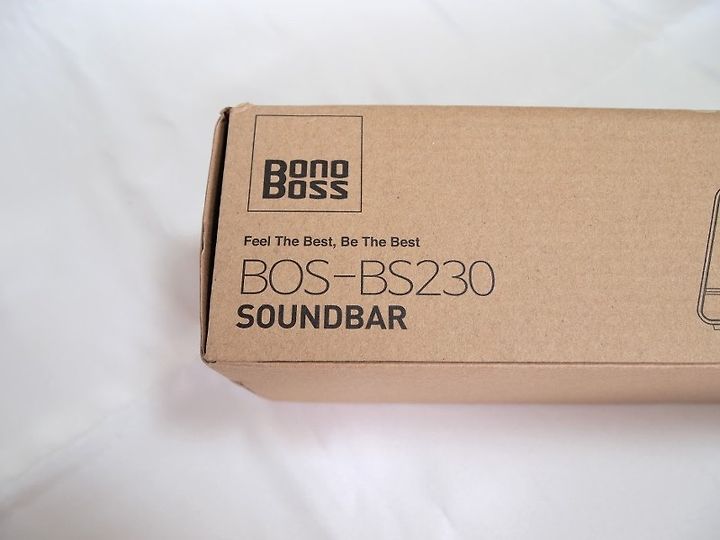 Bono
Boss
Feel The Best, Be The Best
BOS-BS230
SOUNDBAR